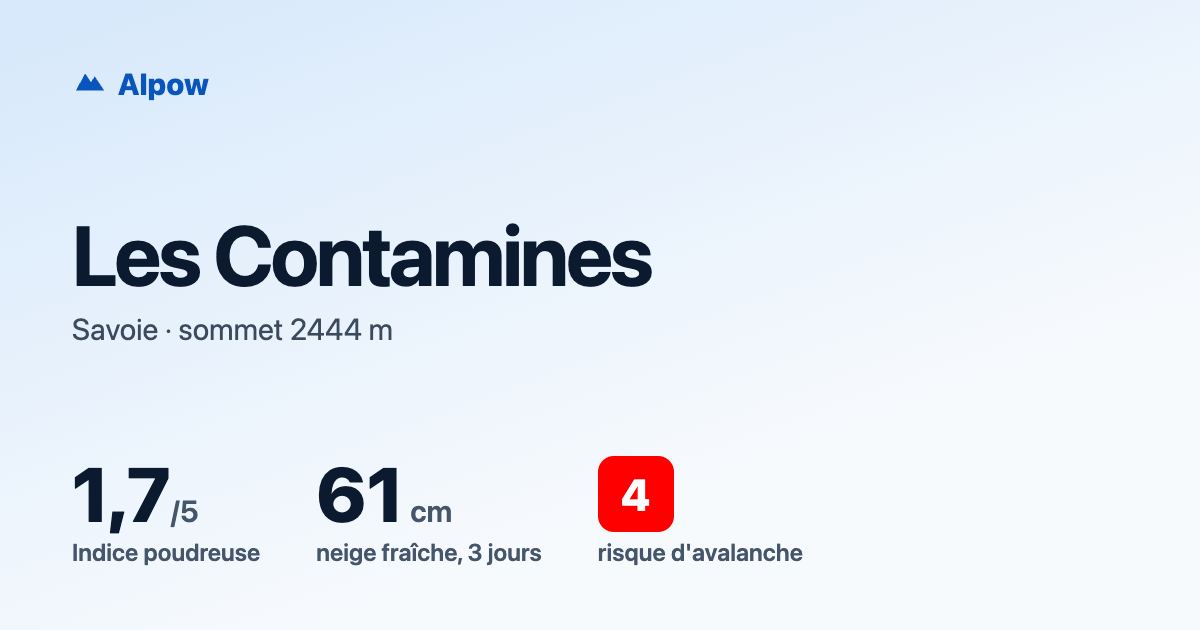 Alpow
Les Contamines
Savoie · sommet 2444 m
1,7/5
Indice poudreuse
61 cm
neige fraîche, 3 jours
4
risque d'avalanche